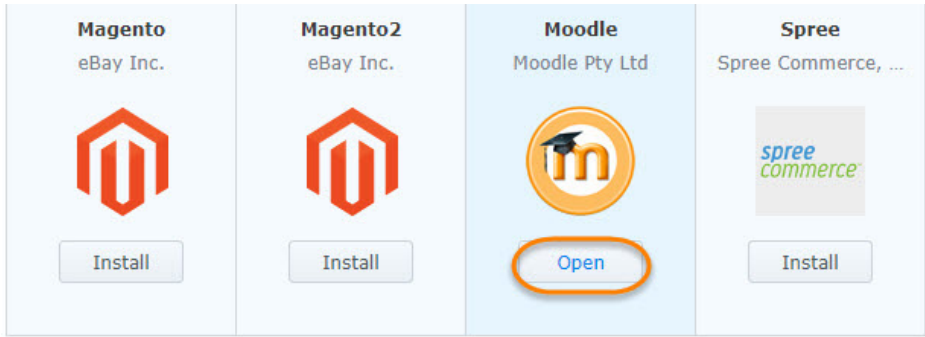 Magento
eBay Inc.
Install
Magento2
eBay Inc.
Install
Moodle
Moodle Pty Ltd
m
Open
Spree
Spree Commerce, ...
spree
commerce
Install